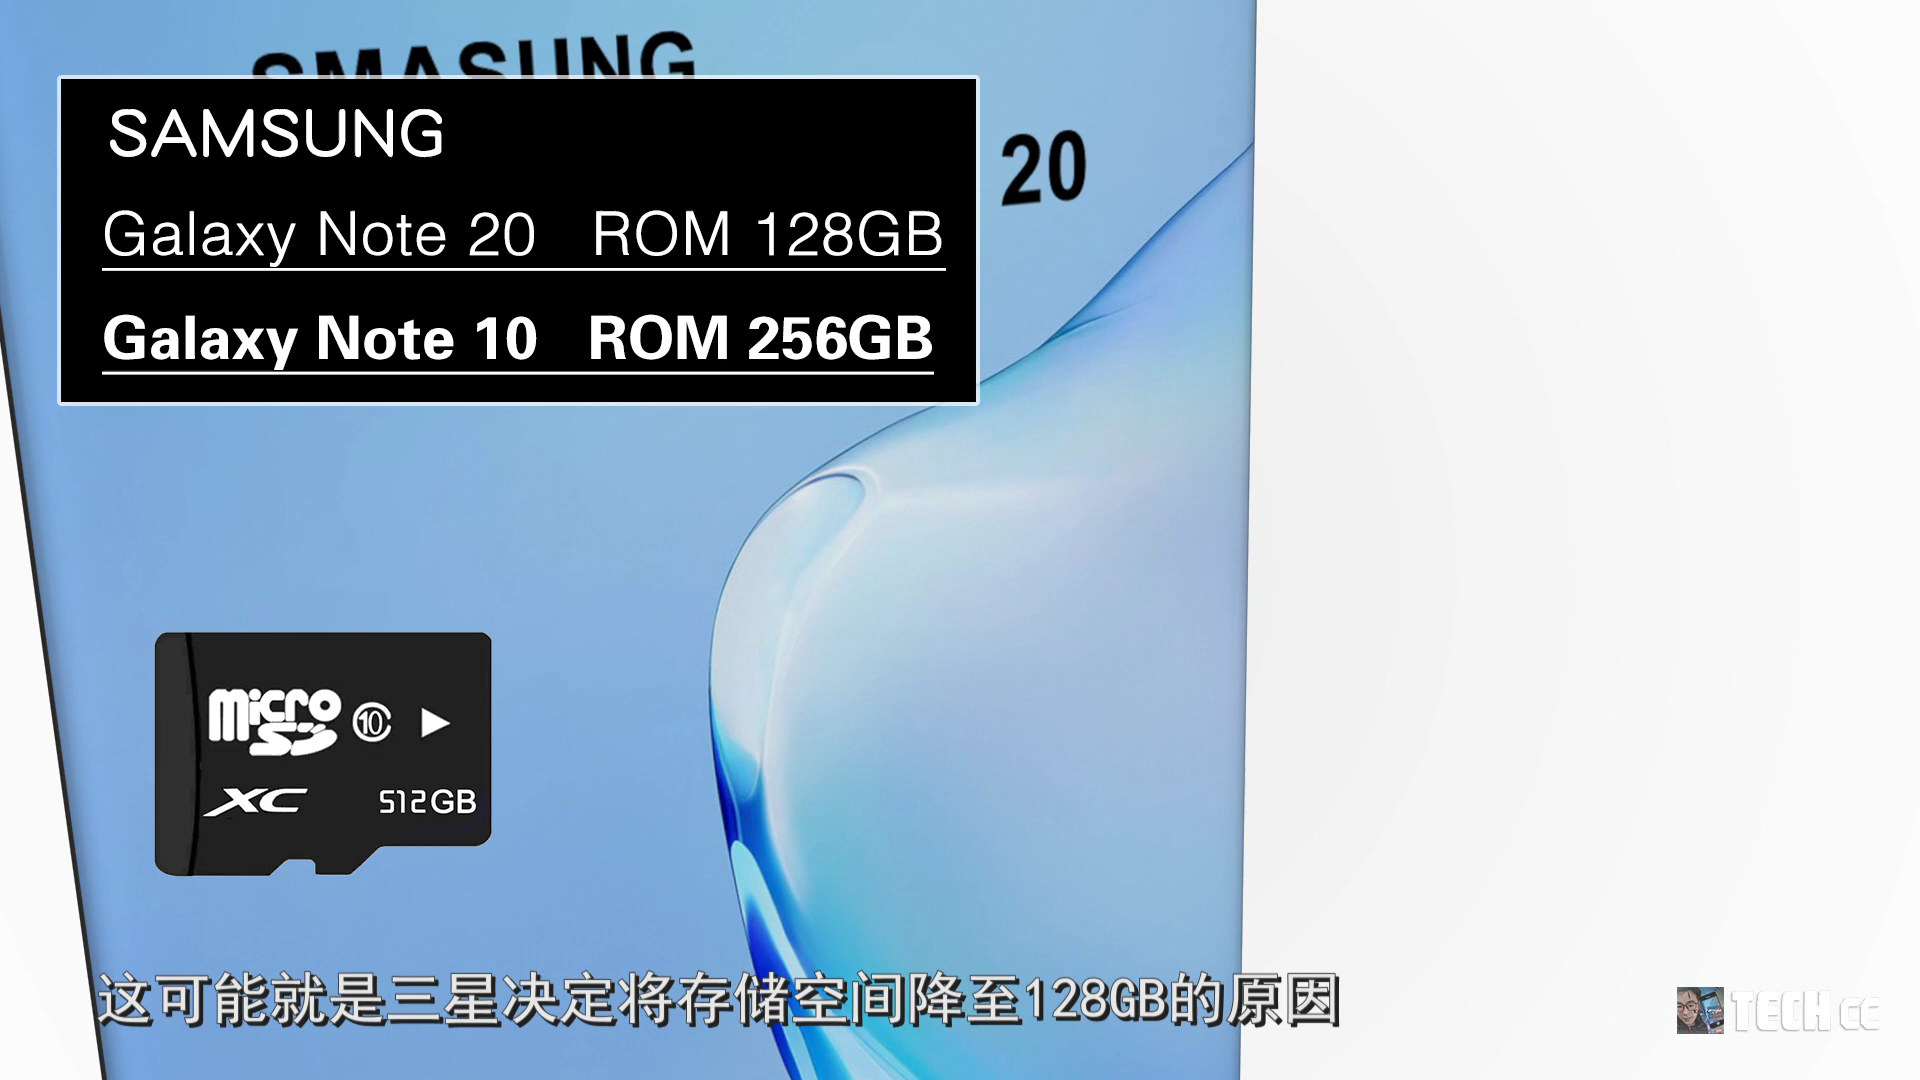 SMASUNG
20
SAMSUNG
Galaxy Note 20 ROM 128GB
Galaxy Note 10 ROM 256GB
micro
SD
10
XC 512GB
这可能就是三星决定将存储空间降至128GB的原因
TECH CC